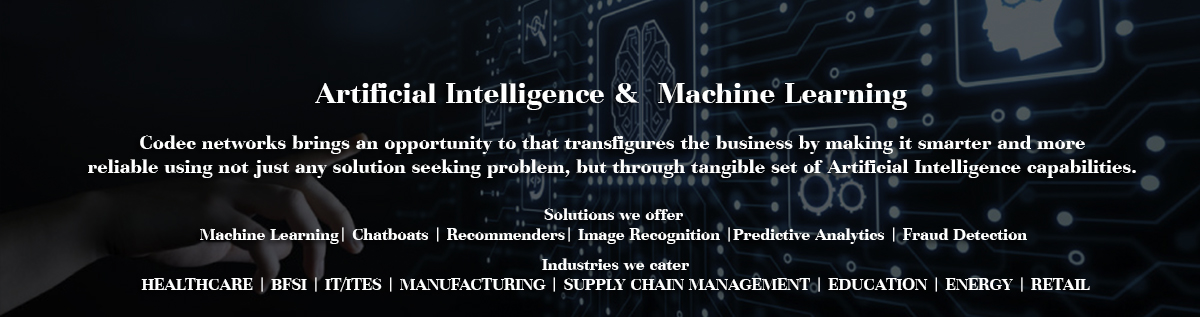 Artificial Intelligence & Machine Learning
Codec networks brings an opportunity to that transfigures the business by making it smarter and more
reliable using not just any solution seeking problem, but through tangible set of Artificial Intelligence capabilities.
Solutions we offer
Machine Learning| Chatboats | Recommenders| Image Recognition |Predictive Analytics | Fraud Detection
Industries we cater
HEALTHCARE | BFSI | IT/ITES | MANUFACTURING | SUPPLY CHAIN MANAGEMENT | EDUCATION | ENERGY | RETAIL